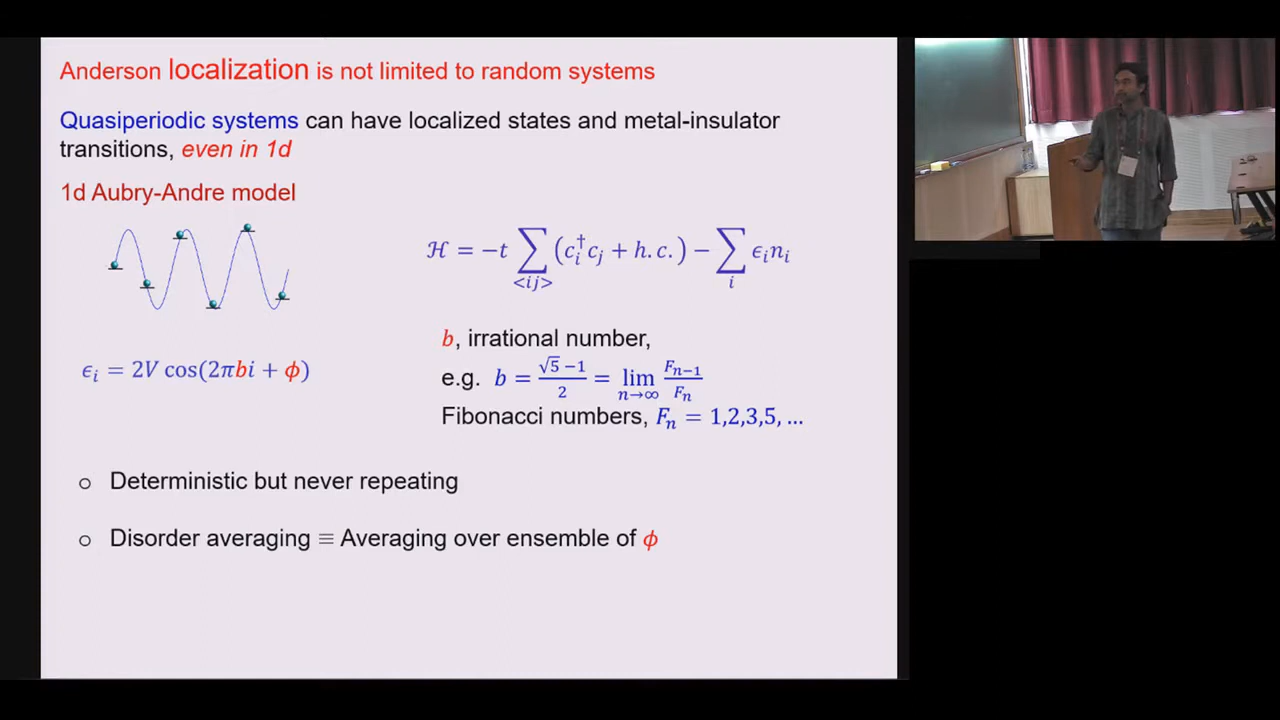 Anderson localization is not limited to random systems
Quasiperiodic systems can have localized states and metal-insulator
transitions, even in 1d
1d Aubry-Andre model
ℋ = −t ∑_{<ij>} (c_i^† c_j + h.c.) − ∑_i ϵ_i n_i
b, irrational number,
ϵ_i = 2V cos(2πbi + ϕ)
e.g. b = (√5 −1)/2 = lim_{n→∞} F_{n−1}/F_n
Fibonacci numbers, F_n = 1,2,3,5, ...
o Deterministic but never repeating
o Disorder averaging ≡ Averaging over ensemble of ϕ